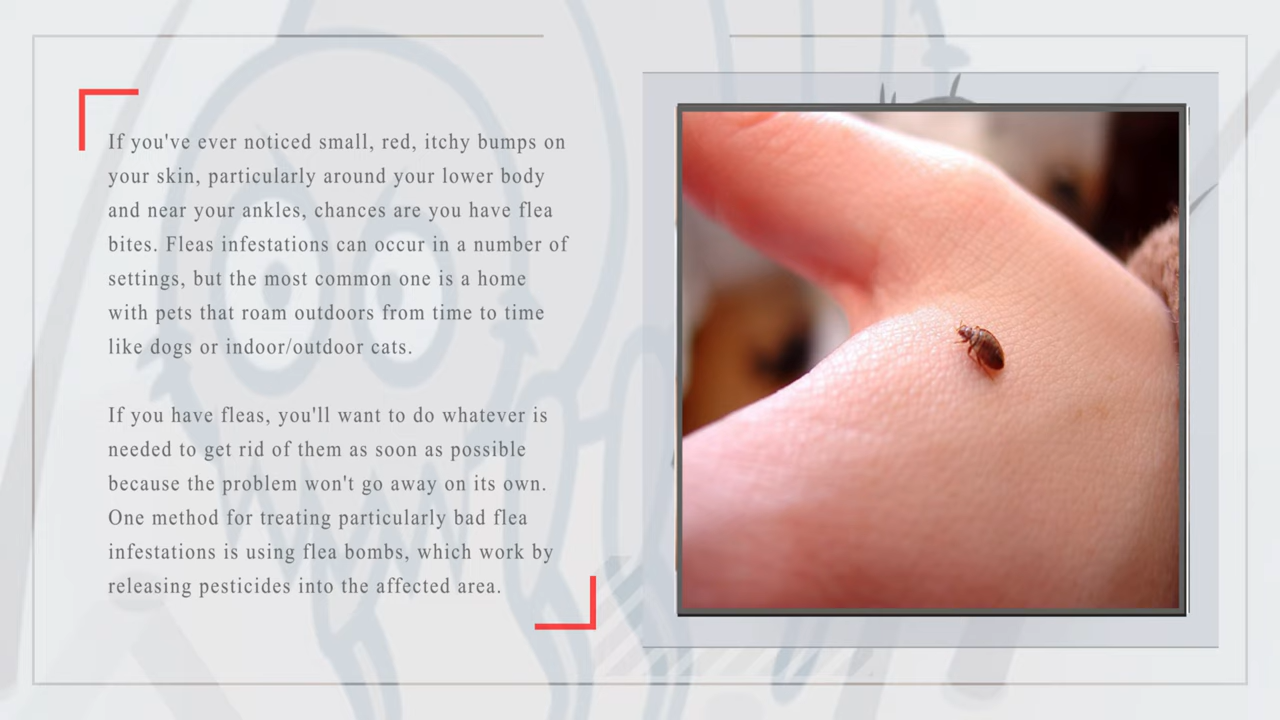 If you've ever noticed small, red, itchy bumps on
your skin, particularly around your lower body
and near your ankles, chances are you have flea
bites. Fleas infestations can occur in a number of
settings, but the most common one is a home
with pets that roam outdoors from time to time
like dogs or indoor/outdoor cats.
If you have fleas, you'll want to do whatever is
needed to get rid of them as soon as possible
because the problem won't go away on its own.
One method for treating particularly bad flea
infestations is using flea bombs, which work by
releasing pesticides into the affected area.